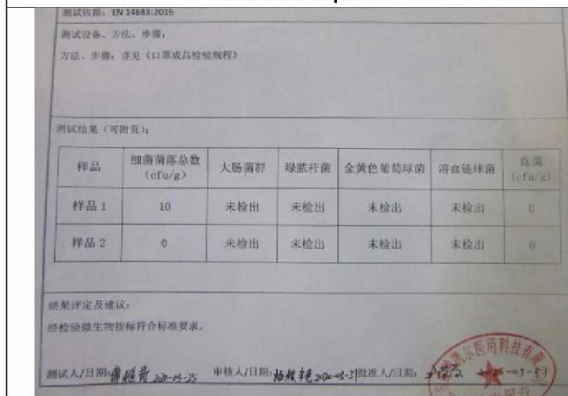 测试依据:EN 14683:2019
测试设备、方法、步骤:
方法、步骤:详见《口罩成品检验规程》
测试结果(可附页):
样品 细菌菌落总数(cfu/g) 大肠菌群 绿脓杆菌 金黄色葡萄球菌 溶血链球菌 真菌(cfu/g)
样品 1 10 未检出 未检出 未检出 未检出 0
样品 2 0 未检出 未检出 未检出 未检出 0
结果评定及建议:
经检验微生物指标符合标准要求。
测试人/日期: 审核人/日期: 批准人/日期:
医用科技有